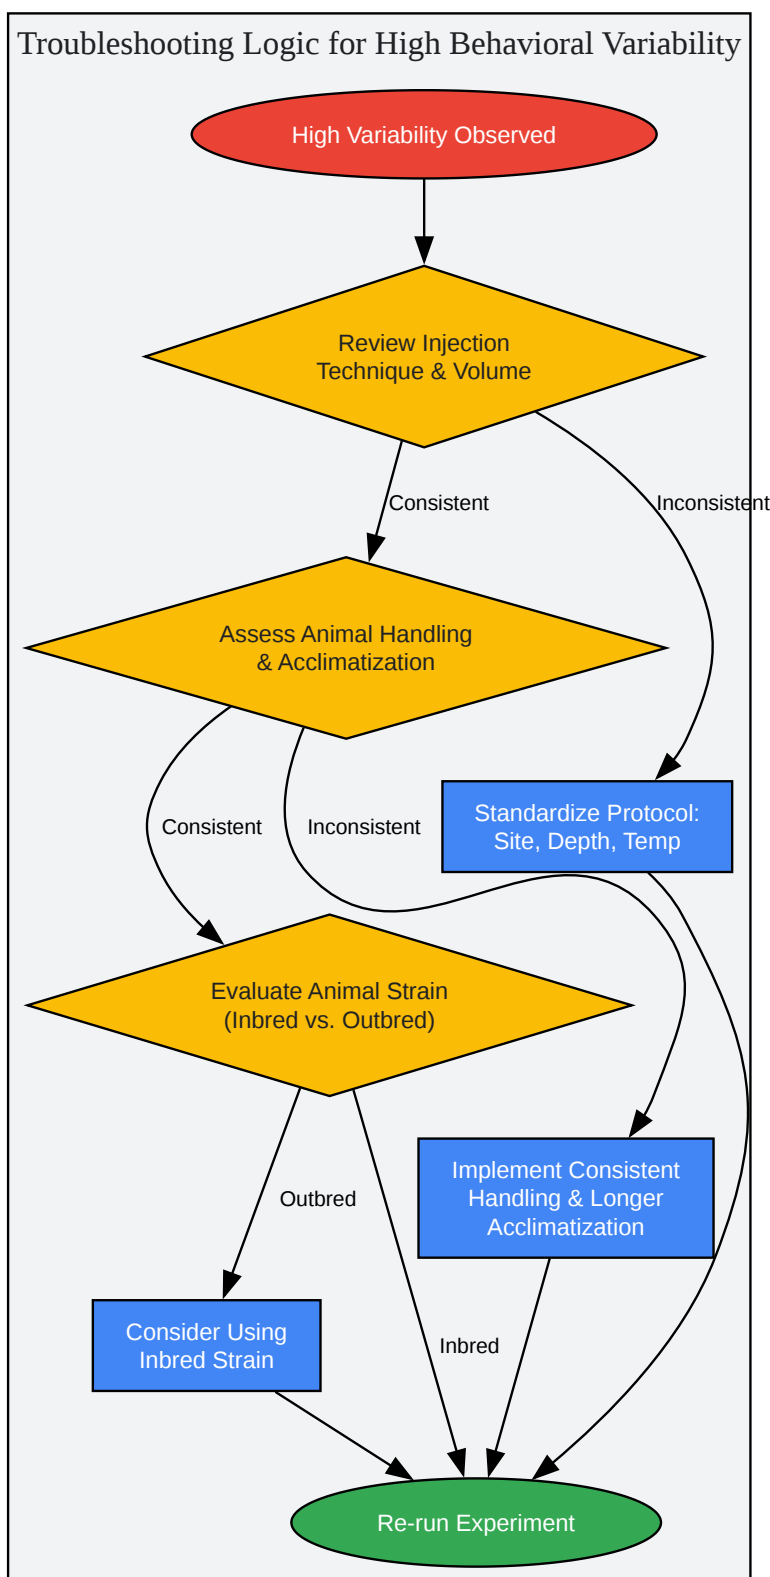 Troubleshooting Logic for High Behavioral Variability
High Variability Observed
Review Injection
Technique & Volume
Consistent
Inconsistent
Assess Animal Handling
& Acclimatization
Consistent
Inconsistent
Standardize Protocol:
Site, Depth, Temp
Evaluate Animal Strain
(Inbred vs. Outbred)
Outbred
Implement Consistent
Handling & Longer
Acclimatization
Consider Using
Inbred Strain
Inbred
Re-run Experiment